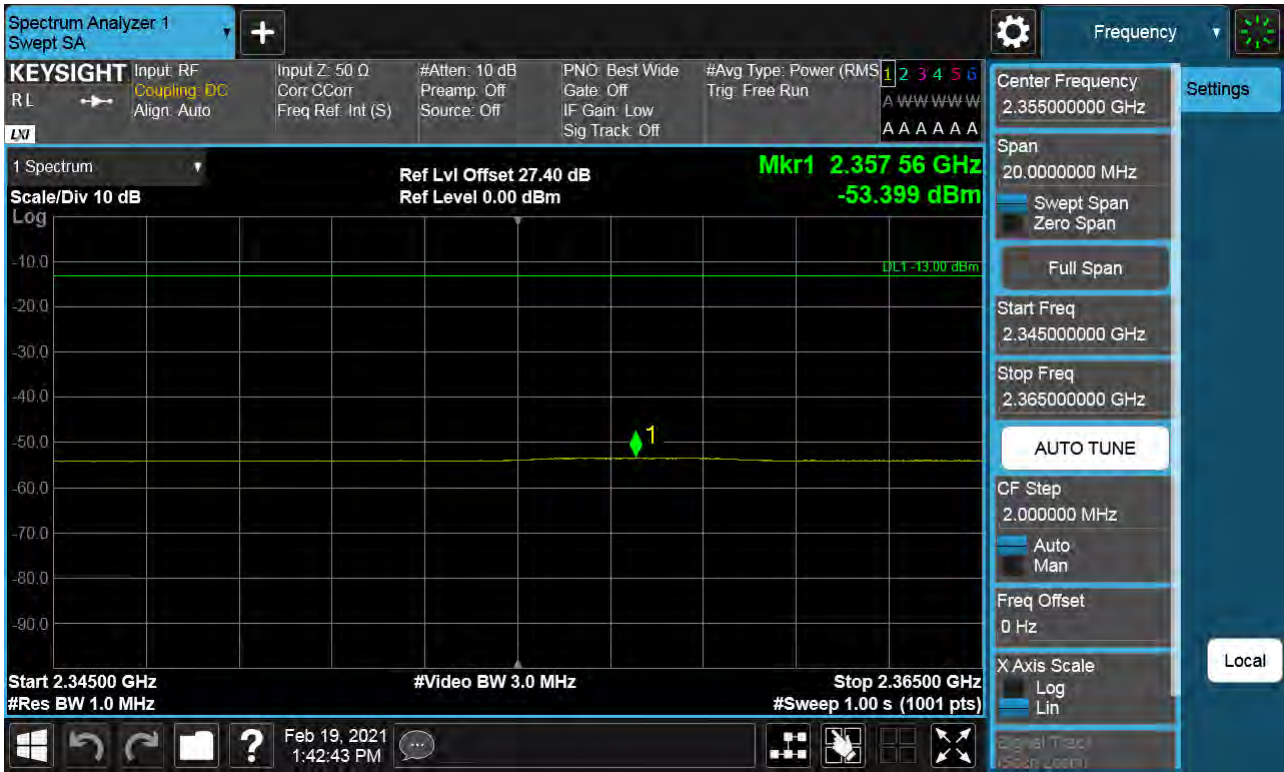 Spectrum Analyzer 1
Swept SA
+
Frequency
KEYSIGHT
R L
LXI
Input: RF
Coupling: DC
Align: Auto
Input Z: 50 Ω
Corr CCorr
Freq Ref: Int (S)
#Atten: 10 dB
Preamp: Off
Source: Off
PNO: Best Wide
Gate: Off
IF Gain: Low
Sig Track: Off
#Avg Type: Power (RMS
Trig: Free Run
1 2 3 4 5 6
A W W W W W
A A A A A A
1 Spectrum
Scale/Div 10 dB
Log
Ref Lvl Offset 27.40 dB
Ref Level 0.00 dBm
Mkr1 2.357 56 GHz
-53.399 dBm
-10.0
DL1 -13.00 dBm
-20.0
-30.0
-40.0
-50.0
1
-60.0
-70.0
-80.0
-90.0
Start 2.34500 GHz
#Res BW 1.0 MHz
#Video BW 3.0 MHz
Stop 2.36500 GHz
#Sweep 1.00 s (1001 pts)
Center Frequency
2.355000000 GHz
Settings
Span
20.0000000 MHz
Swept Span
Zero Span
Full Span
Start Freq
2.345000000 GHz
Stop Freq
2.365000000 GHz
AUTO TUNE
CF Step
2.000000 MHz
Auto
Man
Freq Offset
0 Hz
X Axis Scale
Log
Lin
Local
Signal Track
(Span Zoom)
?
Feb 19, 2021
1:42:43 PM